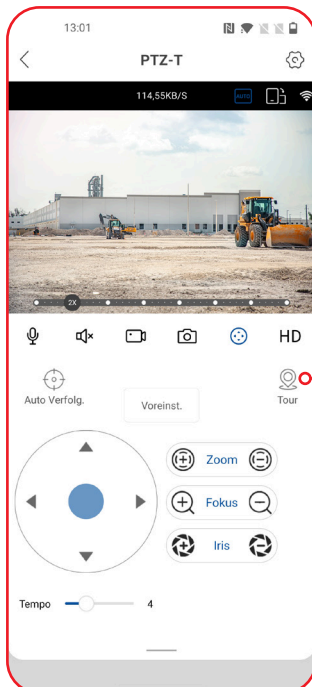 13:01
PTZ-T
114,55KB/S AUTO
2X
HD
Auto Verfolg.
Voreinst.
Tour
Zoom
Fokus
Iris
Tempo 4